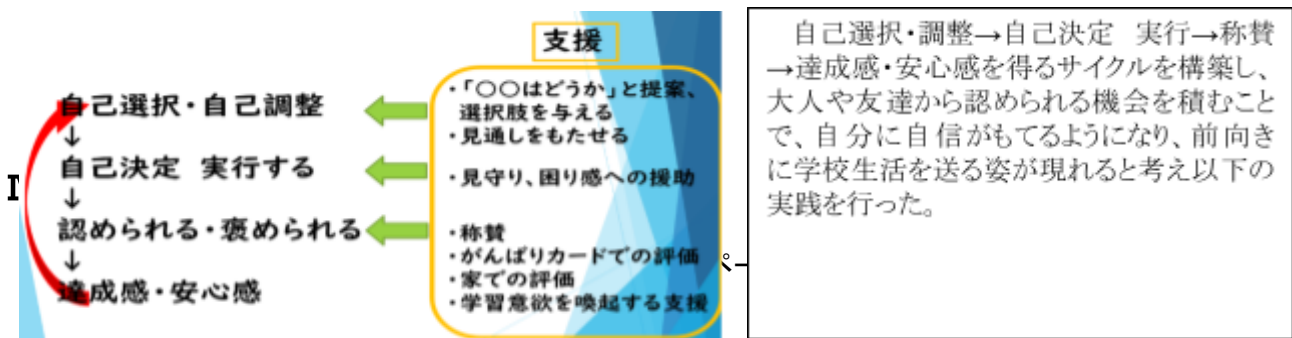 支援
自己選択・自己調整
↓
自己決定 実行する
↓
認められる・褒められる
↓
達成感・安心感
・「〇〇はどうか」と提案、
選択肢を与える
・見通しをもたせる
・見守り、困り感への援助
・称賛
・がんばりカードでの評価
・家での評価
・学習意欲を喚起する支援
自己選択・調整→自己決定 実行→称賛
→達成感・安心感を得るサイクルを構築し、
大人や友達から認められる機会を積むこと
で、自分に自信がもてるようになり、前向き
に学校生活を送る姿が現れると考え以下の
実践を行った。